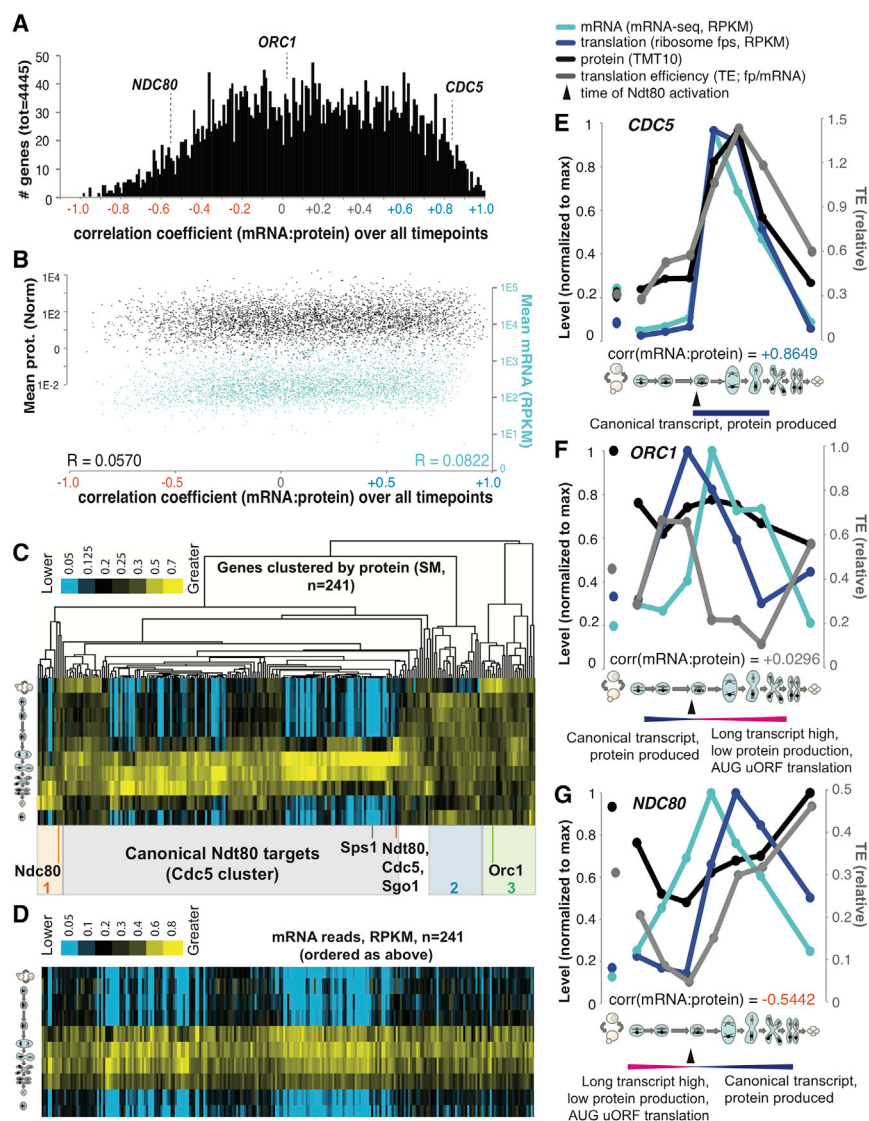 A
# genes (tot=4445)
50
40
30
20
10
0
NDC80
ORC1
CDC5
-1.0 -0.8 -0.6 -0.4 -0.2 0 +0.2 +0.4 +0.6 +0.8 +1.0
correlation coefficient (mRNA:protein) over all timepoints
B
Mean prot. (Norm)
1E4
0
1E-2
Mean mRNA (RPKM)
1E5
1E4
1E3
1E2
1E1
0
R = 0.0570
R = 0.0822
-1.0 -0.5 0 +0.5 +1.0
correlation coefficient (mRNA:protein) over all timepoints
C
Lower
0.05
0.125
0.2
0.25
0.3
0.5
0.7
Greater
Genes clustered by protein (SM,
n=241)
Ndc80
1
Canonical Ndt80 targets
(Cdc5 cluster)
Sps1
Ndt80,
Cdc5,
Sgo1
2
Orc1
3
D
Lower
0.05
0.1
0.2
0.3
0.4
0.6
0.8
Greater
mRNA reads, RPKM, n=241
(ordered as above)
mRNA (mRNA-seq, RPKM)
translation (ribosome fps, RPKM)
protein (TMT10)
translation efficiency (TE; fp/mRNA)
time of Ndt80 activation
E
CDC5
Level (normalized to max)
1
0.8
0.6
0.4
0.2
0
TE (relative)
1.5
1.2
0.9
0.6
0.3
0
corr(mRNA:protein) = +0.8649
Canonical transcript, protein produced
F
ORC1
Level (normalized to max)
1
0.8
0.6
0.4
0.2
0
TE (relative)
1.0
0.8
0.6
0.4
0.2
0
corr(mRNA:protein) = +0.0296
Canonical transcript,
protein produced
Long transcript high,
low protein production,
AUG uORF translation
G
NDC80
Level (normalized to max)
1
0.8
0.6
0.4
0.2
0
TE (relative)
0.5
0.4
0.3
0.2
0.1
0
corr(mRNA:protein) = -0.5442
Long transcript high,
low protein production,
AUG uORF translation
Canonical transcript,
protein produced